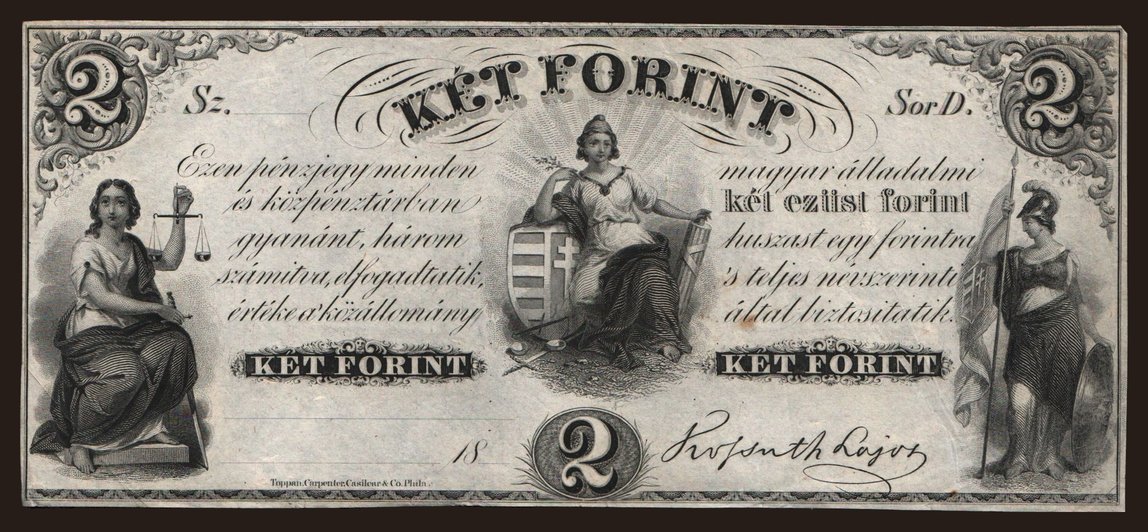 2 2
KÉT FORINT
Sz. Sor D.
Ezen pénzjegy minden magyar álladalmi
és közpénztárban két ezüst forint
gyanánt, három huszast egy forintra
számitva, elfogadtatik, 's teljes névszerinti
értéke a' közállomány által biztositatik.
KÉT FORINT KÉT FORINT
18 2 Kossuth Lajos
Toppan, Carpenter, Casilear & Co. Phila.